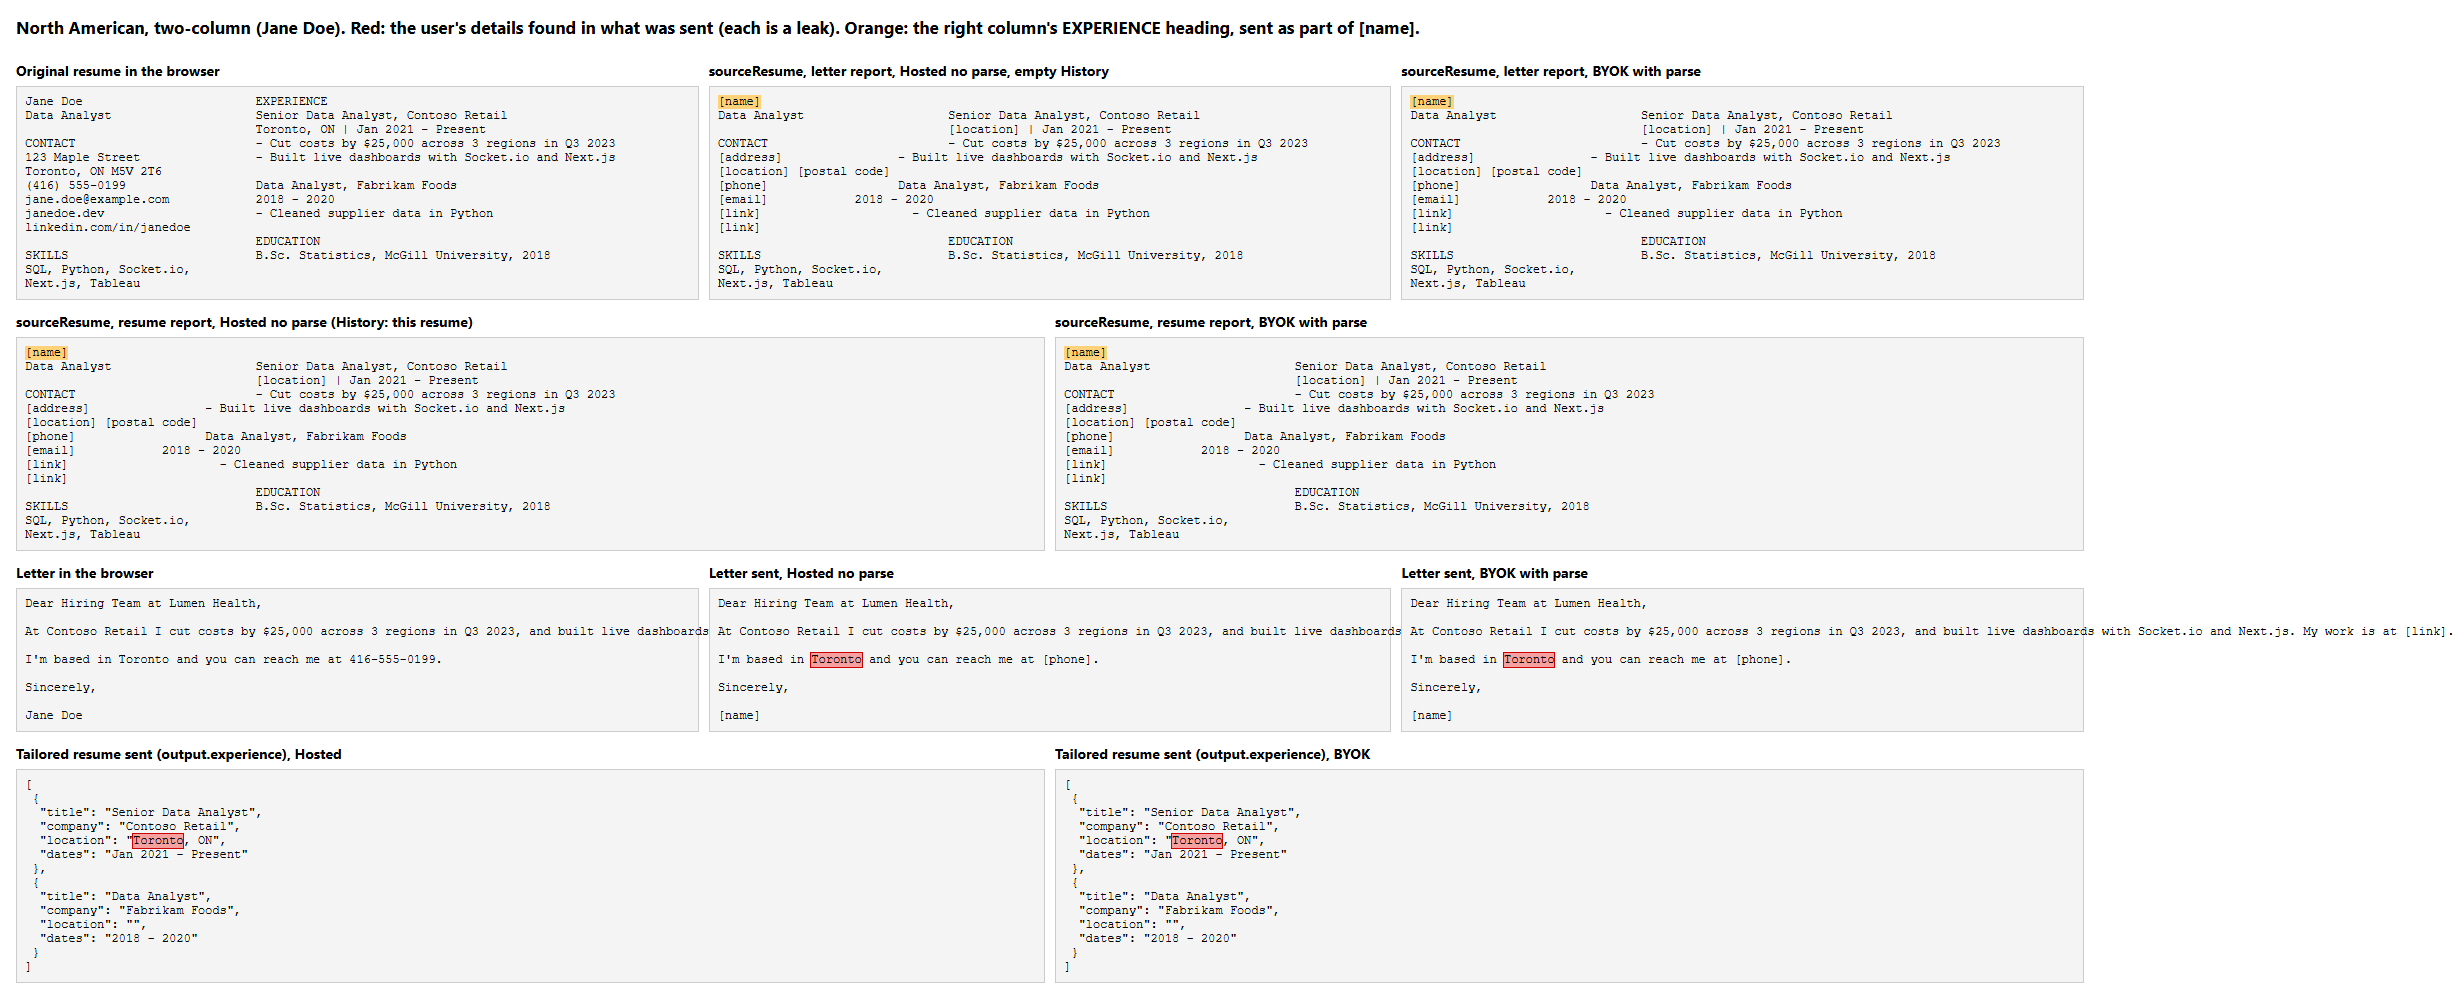 North American, two-column (Jane Doe). Red: the user's details found in what was sent (each is a leak). Orange: the right column's EXPERIENCE heading, sent as part of [name].
Original resume in the browser
Jane Doe                        EXPERIENCE
Data Analyst                    Senior Data Analyst, Contoso Retail
                                Toronto, ON | Jan 2021 - Present
CONTACT                         - Cut costs by $25,000 across 3 regions in Q3 2023
123 Maple Street                - Built live dashboards with Socket.io and Next.js
Toronto, ON M5V 2T6
(416) 555-0199                  Data Analyst, Fabrikam Foods
jane.doe@example.com            2018 - 2020
janedoe.dev                     - Cleaned supplier data in Python
linkedin.com/in/janedoe
                                EDUCATION
SKILLS                          B.Sc. Statistics, McGill University, 2018
SQL, Python, Socket.io,
Next.js, Tableau
sourceResume, letter report, Hosted no parse, empty History
[name]
Data Analyst                    Senior Data Analyst, Contoso Retail
                                [location] | Jan 2021 - Present
CONTACT                         - Cut costs by $25,000 across 3 regions in Q3 2023
[address]                - Built live dashboards with Socket.io and Next.js
[location] [postal code]
[phone]                  Data Analyst, Fabrikam Foods
[email]            2018 - 2020
[link]                     - Cleaned supplier data in Python
[link]
                                EDUCATION
SKILLS                          B.Sc. Statistics, McGill University, 2018
SQL, Python, Socket.io,
Next.js, Tableau
sourceResume, letter report, BYOK with parse
[name]
Data Analyst                    Senior Data Analyst, Contoso Retail
                                [location] | Jan 2021 - Present
CONTACT                         - Cut costs by $25,000 across 3 regions in Q3 2023
[address]                - Built live dashboards with Socket.io and Next.js
[location] [postal code]
[phone]                  Data Analyst, Fabrikam Foods
[email]            2018 - 2020
[link]                     - Cleaned supplier data in Python
[link]
                                EDUCATION
SKILLS                          B.Sc. Statistics, McGill University, 2018
SQL, Python, Socket.io,
Next.js, Tableau
sourceResume, resume report, Hosted no parse (History: this resume)
[name]
Data Analyst                    Senior Data Analyst, Contoso Retail
                                [location] | Jan 2021 - Present
CONTACT                         - Cut costs by $25,000 across 3 regions in Q3 2023
[address]                - Built live dashboards with Socket.io and Next.js
[location] [postal code]
[phone]                  Data Analyst, Fabrikam Foods
[email]            2018 - 2020
[link]                     - Cleaned supplier data in Python
[link]
                                EDUCATION
SKILLS                          B.Sc. Statistics, McGill University, 2018
SQL, Python, Socket.io,
Next.js, Tableau
sourceResume, resume report, BYOK with parse
[name]
Data Analyst                    Senior Data Analyst, Contoso Retail
                                [location] | Jan 2021 - Present
CONTACT                         - Cut costs by $25,000 across 3 regions in Q3 2023
[address]                - Built live dashboards with Socket.io and Next.js
[location] [postal code]
[phone]                  Data Analyst, Fabrikam Foods
[email]            2018 - 2020
[link]                     - Cleaned supplier data in Python
[link]
                                EDUCATION
SKILLS                          B.Sc. Statistics, McGill University, 2018
SQL, Python, Socket.io,
Next.js, Tableau
Letter in the browser
Dear Hiring Team at Lumen Health,
At Contoso Retail I cut costs by $25,000 across 3 regions in Q3 2023, and built live dashboards
I'm based in Toronto and you can reach me at 416-555-0199.
Sincerely,
Jane Doe
Letter sent, Hosted no parse
Dear Hiring Team at Lumen Health,
At Contoso Retail I cut costs by $25,000 across 3 regions in Q3 2023, and built live dashboards
I'm based in Toronto and you can reach me at [phone].
Sincerely,
[name]
Letter sent, BYOK with parse
Dear Hiring Team at Lumen Health,
At Contoso Retail I cut costs by $25,000 across 3 regions in Q3 2023, and built live dashboards with Socket.io and Next.js. My work is at [link].
I'm based in Toronto and you can reach me at [phone].
Sincerely,
[name]
Tailored resume sent (output.experience), Hosted
[
 {
  "title": "Senior Data Analyst",
  "company": "Contoso Retail",
  "location": "Toronto, ON",
  "dates": "Jan 2021 - Present"
 },
 {
  "title": "Data Analyst",
  "company": "Fabrikam Foods",
  "location": "",
  "dates": "2018 - 2020"
 }
]
Tailored resume sent (output.experience), BYOK
[
 {
  "title": "Senior Data Analyst",
  "company": "Contoso Retail",
  "location": "Toronto, ON",
  "dates": "Jan 2021 - Present"
 },
 {
  "title": "Data Analyst",
  "company": "Fabrikam Foods",
  "location": "",
  "dates": "2018 - 2020"
 }
]